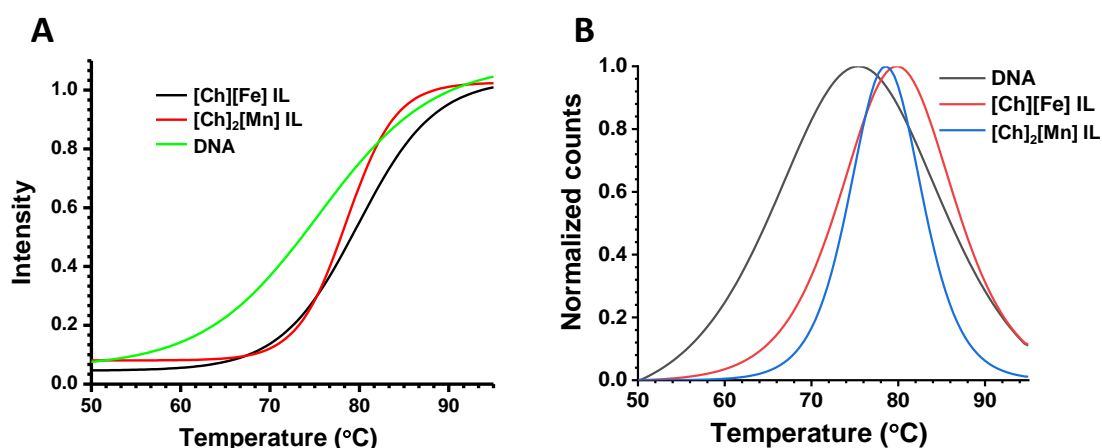 A
[Ch][Fe] IL
[Ch]₂[Mn] IL
DNA
Intensity
1.0
0.8
0.6
0.4
0.2
0.0
50
60
70
80
90
Temperature (°C)
B
DNA
[Ch][Fe] IL
[Ch]₂[Mn] IL
Normalized counts
1.0
0.8
0.6
0.4
0.2
0.0
50
60
70
80
90
Temperature (°C)